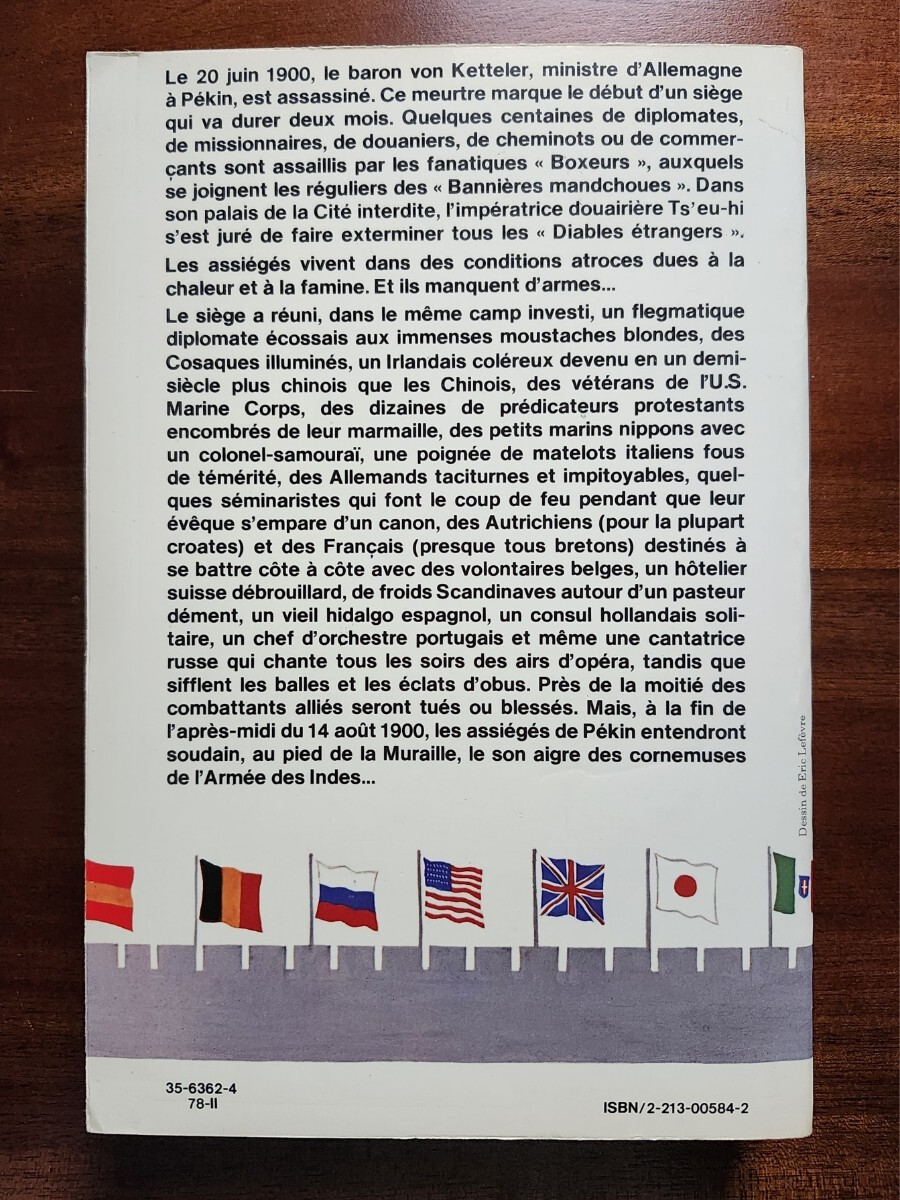 Le 20 juin 1900, le baron von Ketteler, ministre d'Allemagne
à Pékin, est assassiné. Ce meurtre marque le début d'un siège
qui va durer deux mois. Quelques centaines de diplomates,
de missionnaires, de douaniers, de cheminots ou de commer-
çants sont assaillis par les fanatiques « Boxeurs », auxquels
se joignent les réguliers des « Bannières mandchoues ». Dans
son palais de la Cité interdite, l'impératrice douairière Ts'eu-hi
s'est juré de faire exterminer tous les « Diables étrangers ».
Les assiégés vivent dans des conditions atroces dues à la
chaleur et à la famine. Et ils manquent d'armes...
Le siège a réuni, dans le même camp investi, un flegmatique
diplomate écossais aux immenses moustaches blondes, des
Cosaques illuminés, un Irlandais coléreux devenu en un demi-
siècle plus chinois que les Chinois, des vétérans de l'U.S.
Marine Corps, des dizaines de prédicateurs protestants
encombrés de leur marmaille, des petits marins nippons avec
un colonel-samouraï, une poignée de matelots italiens fous
de témérité, des Allemands taciturnes et impitoyables, quel-
ques séminaristes qui font le coup de feu pendant que leur
évêque s'empare d'un canon, des Autrichiens (pour la plupart
croates) et des Français (presque tous bretons) destinés à
se battre côte à côte avec des volontaires belges, un hôtelier
suisse débrouillard, de froids Scandinaves autour d'un pasteur
dément, un vieil hidalgo espagnol, un consul hollandais soli-
taire, un chef d'orchestre portugais et même une cantatrice
russe qui chante tous les soirs des airs d'opéra, tandis que
sifflent les balles et les éclats d'obus. Près de la moitié des
combattants alliés seront tués ou blessés. Mais, à la fin de
l'après-midi du 14 août 1900, les assiégés de Pékin entendront
soudain, au pied de la Muraille, le son aigre des cornemuses
de l'Armée des Indes...
Dessin de Eric Lefèvre
35-6362-4
78-II
ISBN/2-213-00584-2